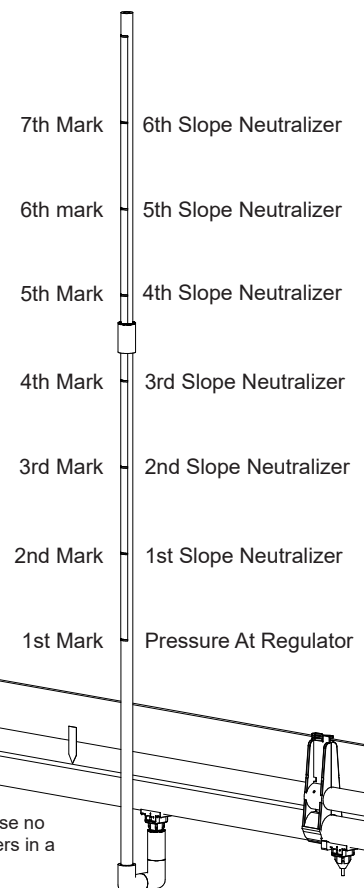 7th Mark 6th Slope Neutralizer
6th mark 5th Slope Neutralizer
5th Mark 4th Slope Neutralizer
4th Mark 3rd Slope Neutralizer
3rd Mark 2nd Slope Neutralizer
2nd Mark 1st Slope Neutralizer
1st Mark Pressure At Regulator
se no
ers in a